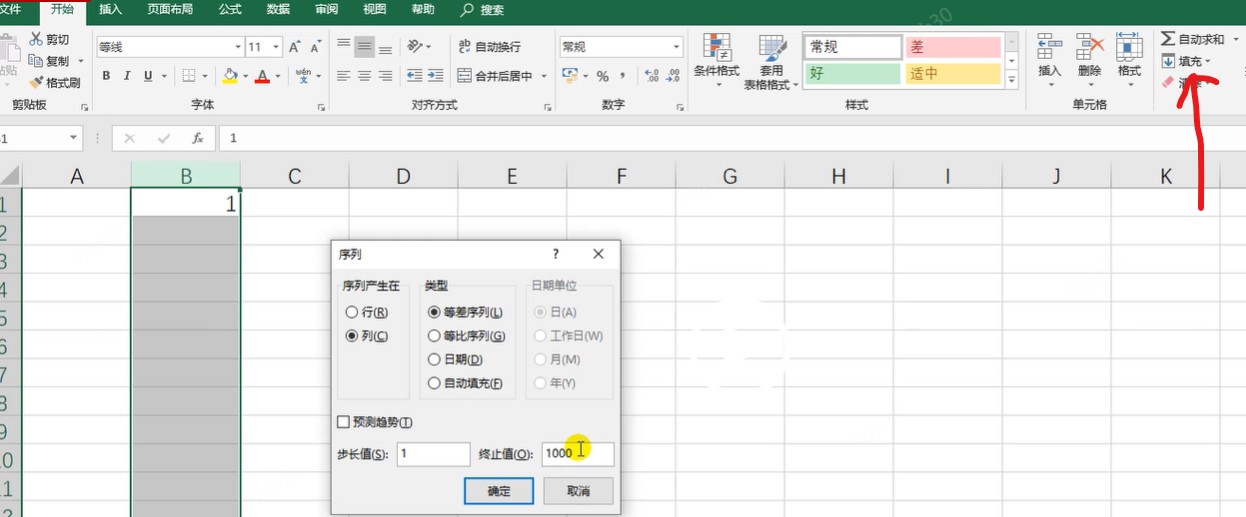 文件 开始 插入 页面布局 公式 数据 审阅 视图 帮助 搜索
剪切 等线 11 A A ab 自动换行 常规 条件格式 套用 表格格式 常规 差 插入 删除 格式 自动求和
复制 填充
格式刷 B I U A wén 文 合并后居中 % 好 适中
剪贴板 字体 对齐方式 数字 样式 单元格
fx 1
A B C D E F G H I J K
1 1
2
3
4
5
6
7
8
9
序列 ?
序列产生在 类型 日期单位
行(R) 等差序列(L) 日(A)
列(C) 等比序列(G) 工作日(W)
日期(D) 月(M)
自动填充(F) 年(Y)
预测趋势(T)
步长值(S): 1 终止值(O): 1000
确定 取消